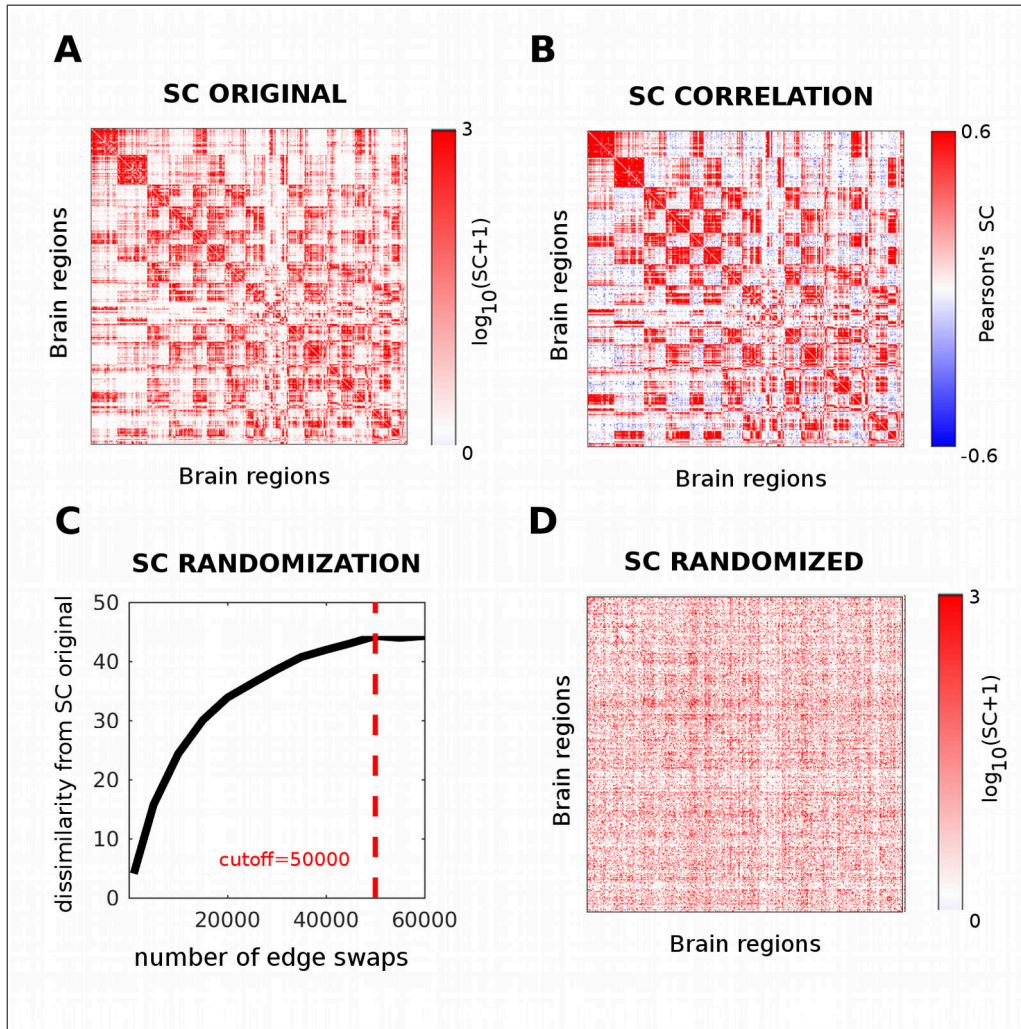 A
SC ORIGINAL
3
Brain regions
log10(SC+1)
0
Brain regions
B
SC CORRELATION
0.6
Brain regions
Pearson's SC
-0.6
Brain regions
C
SC RANDOMIZATION
50
40
30
20
10
0
dissimilarity from SC original
cutoff=50000
20000 40000 60000
number of edge swaps
D
SC RANDOMIZED
3
Brain regions
log10(SC+1)
0
Brain regions